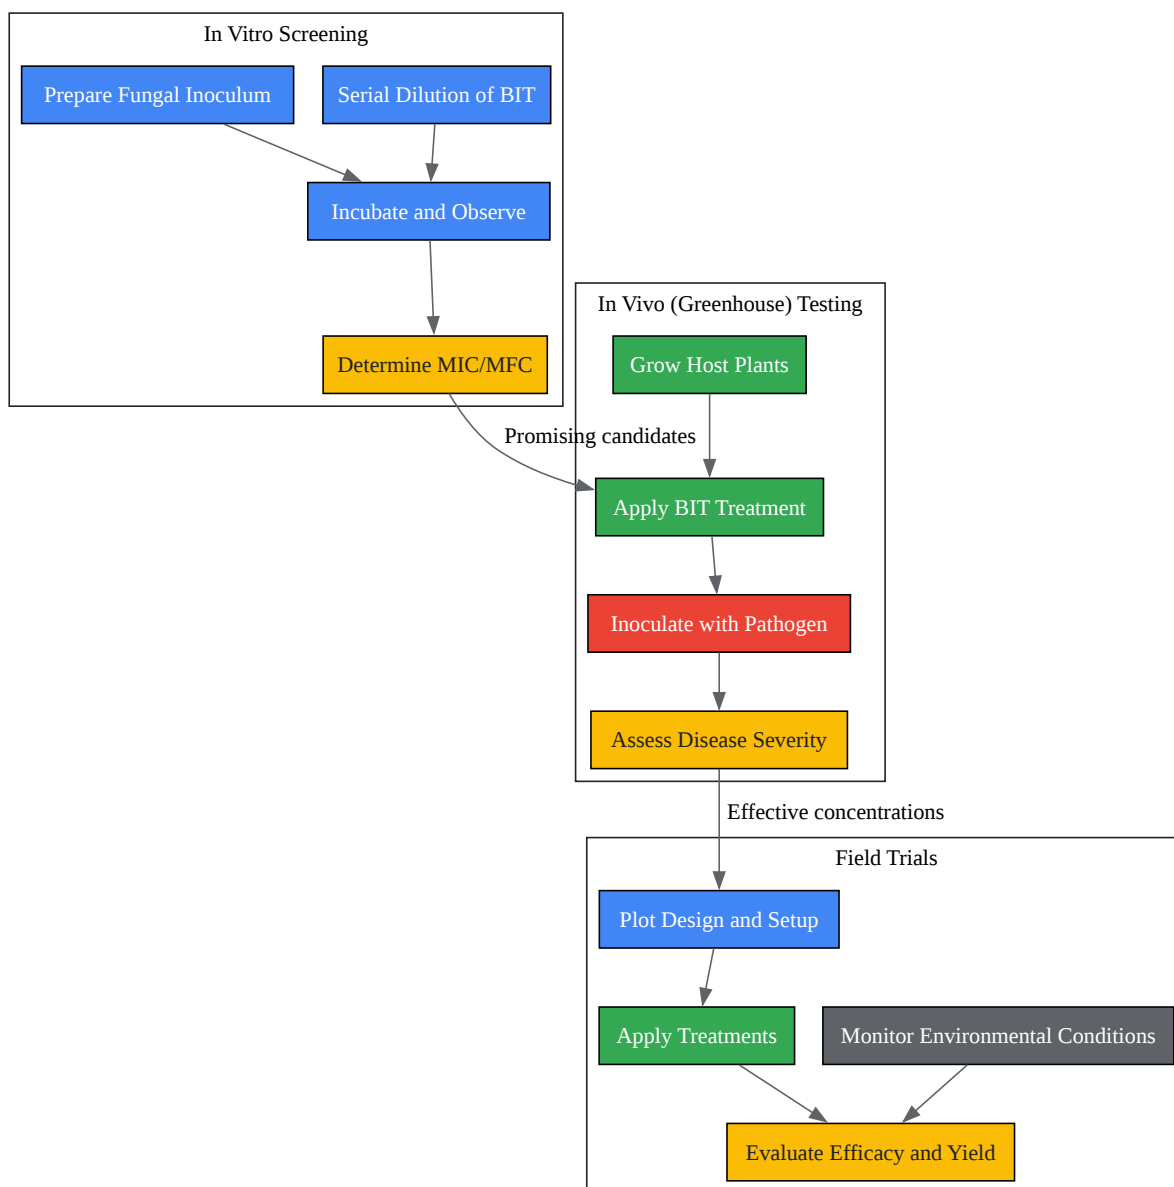 In Vitro Screening
Prepare Fungal Inoculum
Serial Dilution of BIT
Incubate and Observe
Determine MIC/MFC
Promising candidates
In Vivo (Greenhouse) Testing
Grow Host Plants
Apply BIT Treatment
Inoculate with Pathogen
Assess Disease Severity
Effective concentrations
Field Trials
Plot Design and Setup
Apply Treatments
Monitor Environmental Conditions
Evaluate Efficacy and Yield